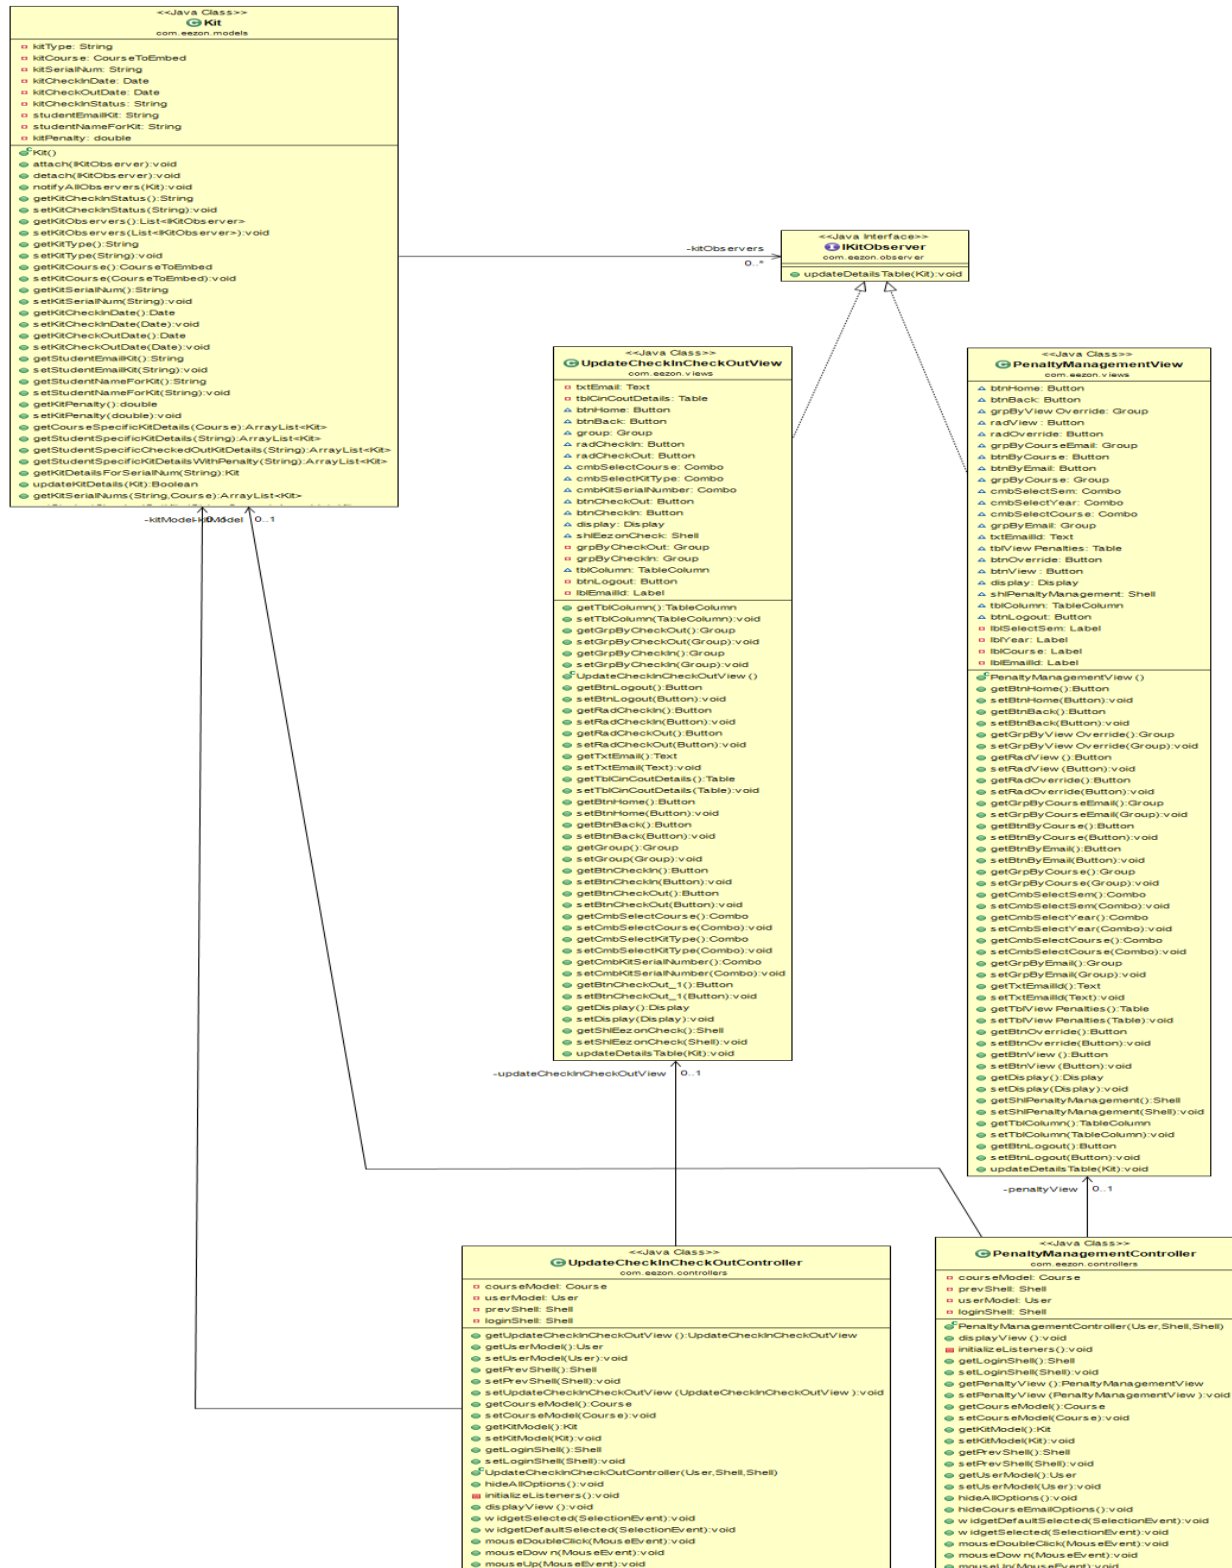 <<Java Class>>
Kit
com.eezon.models
kitType: String
kitCourse: CourseToEmbed
kitSerialNum: String
kitCheckInDate: Date
kitCheckOutDate: Date
kitCheckInStatus: String
studentEmailKit: String
studentNameForKit: String
kitPenalty: double
Kit()
attach(IKitObserver):void
detach(IKitObserver):void
notifyAllObservers(Kit):void
getKitCheckInStatus():String
setKitCheckInStatus(String):void
getKitObservers():List<IKitObserver>
setKitObservers(List<IKitObserver>):void
getKitType():String
setKitType(String):void
getKitCourse():CourseToEmbed
setKitCourse(CourseToEmbed):void
getKitSerialNum():String
setKitSerialNum(String):void
getKitCheckInDate():Date
setKitCheckInDate(Date):void
getKitCheckOutDate():Date
setKitCheckOutDate(Date):void
getStudentEmailKit():String
setStudentEmailKit(String):void
getStudentNameForKit():String
setStudentNameForKit(String):void
getKitPenalty():double
setKitPenalty(double):void
getCourseSpecificKitDetails(Course):ArrayList<Kit>
getStudentSpecificKitDetails(String):ArrayList<Kit>
getStudentSpecificCheckedOutKitDetails(String):ArrayList<Kit>
getStudentSpecificKitDetailsWithPenalty(String):ArrayList<Kit>
getKitDetailsForSerialNum(String):Kit
updateKitDetails(Kit):Boolean
getKitSerialNums(String,Course):ArrayList<Kit>
-kitObservers
0..*
<<Java Interface>>
IKitObserver
com.eezon.observer
updateDetailsTable(Kit):void
<<Java Class>>
UpdateCheckInCheckOutView
com.eezon.views
txtEmail: Text
tblCinCoutDetails: Table
btnHome: Button
btnBack: Button
group: Group
radCheckIn: Button
radCheckOut: Button
cmbSelectCourse: Combo
cmbSelectKitType: Combo
cmbKitSerialNumber: Combo
btnCheckOut: Button
btnCheckIn: Button
display: Display
shlEezonCheck: Shell
grpByCheckOut: Group
grpByCheckIn: Group
tblColumn: TableColumn
btnLogout: Button
lblEmailId: Label
getTblColumn():TableColumn
setTblColumn(TableColumn):void
getGrpByCheckOut():Group
setGrpByCheckOut(Group):void
getGrpByCheckIn():Group
setGrpByCheckIn(Group):void
UpdateCheckInCheckOutView()
getBtnLogout():Button
setBtnLogout(Button):void
getRadCheckIn():Button
setRadCheckIn(Button):void
getRadCheckOut():Button
setRadCheckOut(Button):void
getTxtEmail():Text
setTxtEmail(Text):void
getTblCinCoutDetails():Table
setTblCinCoutDetails(Table):void
getBtnHome():Button
setBtnHome(Button):void
getBtnBack():Button
setBtnBack(Button):void
getGroup():Group
setGroup(Group):void
getBtnCheckIn():Button
setBtnCheckIn(Button):void
getBtnCheckOut():Button
setBtnCheckOut(Button):void
getCmbSelectCourse():Combo
setCmbSelectCourse(Combo):void
getCmbSelectKitType():Combo
setCmbSelectKitType(Combo):void
getCmbKitSerialNumber():Combo
setCmbKitSerialNumber(Combo):void
getBtnCheckOut_1():Button
setBtnCheckOut_1(Button):void
getDisplay():Display
setDisplay(Display):void
getShlEezonCheck():Shell
setShlEezonCheck(Shell):void
updateDetailsTable(Kit):void
<<Java Class>>
PenaltyManagementView
com.eezon.views
btnHome: Button
btnBack: Button
grpByViewOverride: Group
radView: Button
radOverride: Button
grpByCourseEmail: Group
btnByCourse: Button
btnByEmail: Button
grpByCourse: Group
cmbSelectSem: Combo
cmbSelectYear: Combo
cmbSelectCourse: Combo
grpByEmail: Group
txtEmailId: Text
tblViewPenalties: Table
btnOverride: Button
btnView: Button
display: Display
shlPenaltyManagement: Shell
tblColumn: TableColumn
btnLogout: Button
lblSelectSem: Label
lblYear: Label
lblCourse: Label
lblEmailId: Label
PenaltyManagementView()
getBtnHome():Button
setBtnHome(Button):void
getBtnBack():Button
setBtnBack(Button):void
getGrpByViewOverride():Group
setGrpByViewOverride(Group):void
getRadView():Button
setRadView(Button):void
getRadOverride():Button
setRadOverride(Button):void
getGrpByCourseEmail():Group
setGrpByCourseEmail(Group):void
getBtnByCourse():Button
setBtnByCourse(Button):void
getBtnByEmail():Button
setBtnByEmail(Button):void
getGrpByCourse():Group
setGrpByCourse(Group):void
getCmbSelectSem():Combo
setCmbSelectSem(Combo):void
getCmbSelectYear():Combo
setCmbSelectYear(Combo):void
getCmbSelectCourse():Combo
setCmbSelectCourse(Combo):void
getGrpByEmail():Group
setGrpByEmail(Group):void
getTxtEmailId():Text
setTxtEmailId(Text):void
getTblViewPenalties():Table
setTblViewPenalties(Table):void
getBtnOverride():Button
setBtnOverride(Button):void
getBtnView():Button
setBtnView(Button):void
getDisplay():Display
setDisplay(Display):void
getShlPenaltyManagement():Shell
setShlPenaltyManagement(Shell):void
getTblColumn():TableColumn
setTblColumn(TableColumn):void
getBtnLogout():Button
setBtnLogout(Button):void
updateDetailsTable(Kit):void
-kitModel
-kitModel
0..1
0..1
-updateCheckInCheckOutView
0..1
-penaltyView
0..1
<<Java Class>>
UpdateCheckInCheckOutController
com.eezon.controllers
courseModel: Course
userModel: User
prevShell: Shell
loginShell: Shell
getUpdateCheckInCheckOutView():UpdateCheckInCheckOutView
getUserModel():User
setUserModel(User):void
getPrevShell():Shell
setPrevShell(Shell):void
setUpdateCheckInCheckOutView(UpdateCheckInCheckOutView):void
getCourseModel():Course
setCourseModel(Course):void
getKitModel():Kit
setKitModel(Kit):void
getLoginShell():Shell
setLoginShell(Shell):void
UpdateCheckInCheckOutController(User,Shell,Shell)
hideAllOptions():void
initializeListeners():void
displayView():void
widgetSelected(SelectionEvent):void
widgetDefaultSelected(SelectionEvent):void
mouseDoubleClick(MouseEvent):void
mouseDown(MouseEvent):void
mouseUp(MouseEvent):void
<<Java Class>>
PenaltyManagementController
com.eezon.controllers
courseModel: Course
prevShell: Shell
userModel: User
loginShell: Shell
PenaltyManagementController(User,Shell,Shell)
displayView():void
initializeListeners():void
getLoginShell():Shell
setLoginShell(Shell):void
getPenaltyView():PenaltyManagementView
setPenaltyView(PenaltyManagementView):void
getCourseModel():Course
setCourseModel(Course):void
getKitModel():Kit
setKitModel(Kit):void
getPrevShell():Shell
setPrevShell(Shell):void
getUserModel():User
setUserModel(User):void
hideAllOptions():void
hideCourseEmailOptions():void
widgetDefaultSelected(SelectionEvent):void
widgetSelected(SelectionEvent):void
mouseDoubleClick(MouseEvent):void
mouseDown(MouseEvent):void
mouseUp(MouseEvent):void